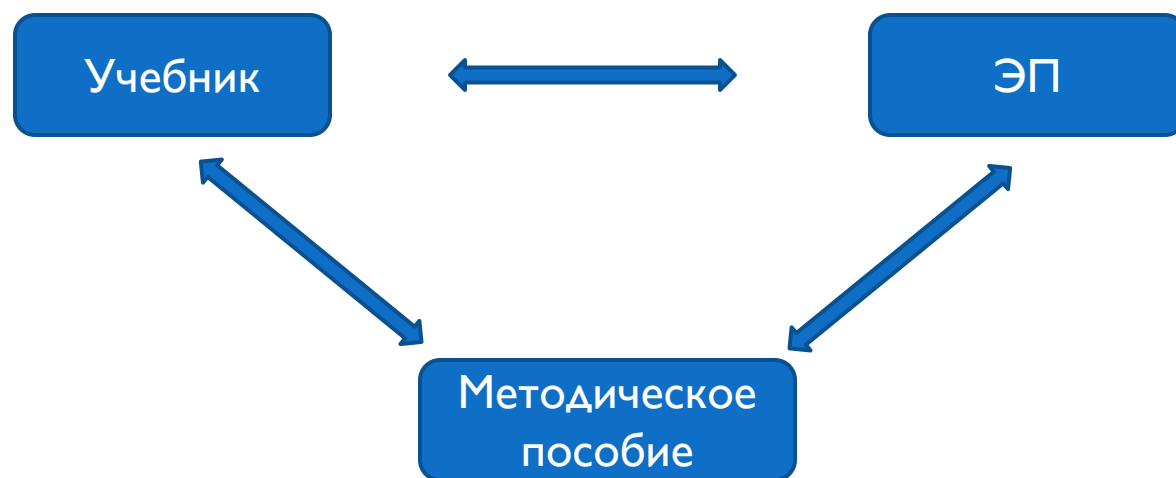 Учебник
ЭП
Методическое
пособие